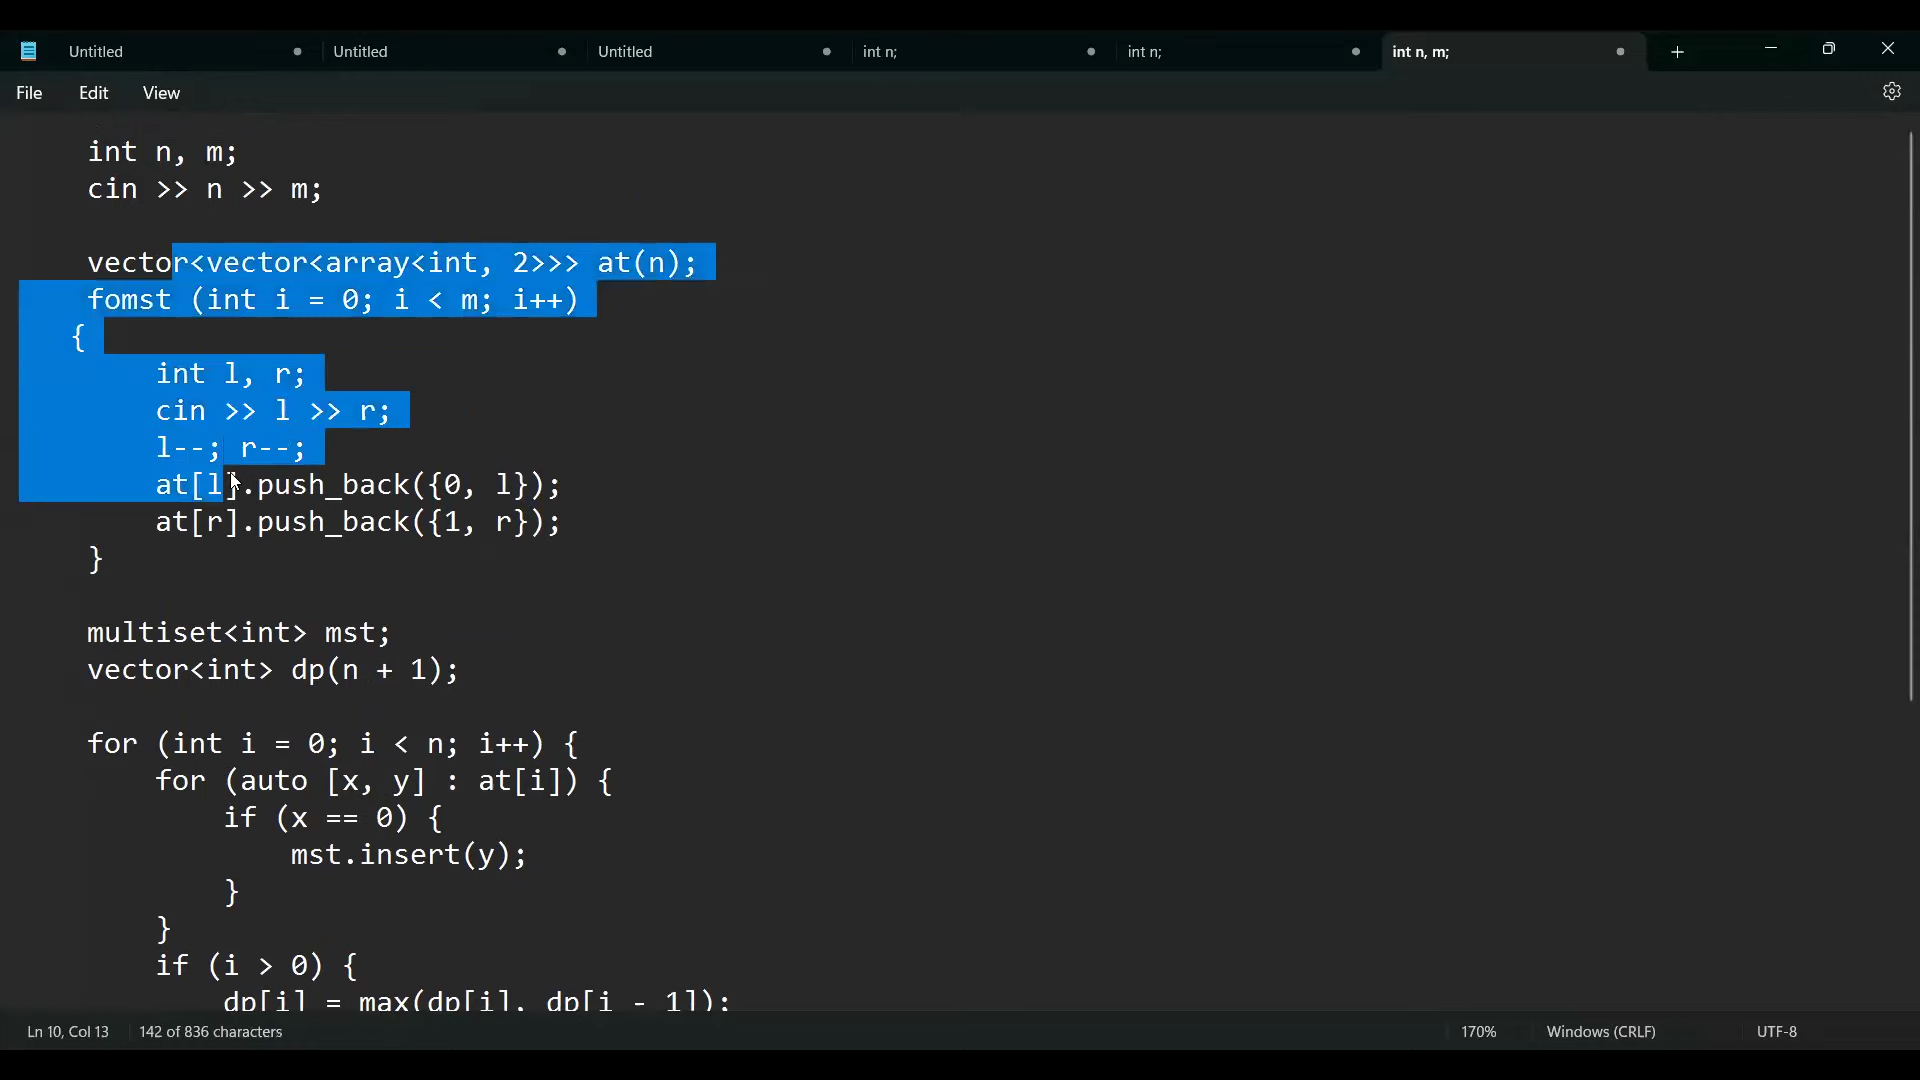 Untitled Untitled Untitled int n; int n; int n, m;
File Edit View
int n, m;
cin >> n >> m;
vector<vector<array<int, 2>>> at(n);
fomst (int i = 0; i < m; i++)
{
int l, r;
cin >> l >> r;
l--; r--;
at[l].push_back({0, l});
at[r].push_back({1, r});
}
multiset<int> mst;
vector<int> dp(n + 1);
for (int i = 0; i < n; i++) {
for (auto [x, y] : at[i]) {
if (x == 0) {
mst.insert(y);
}
}
if (i > 0) {
dp[i] = max(dp[i], dp[i - 1]);
Ln 10, Col 13 142 of 836 characters 170% Windows (CRLF) UTF-8